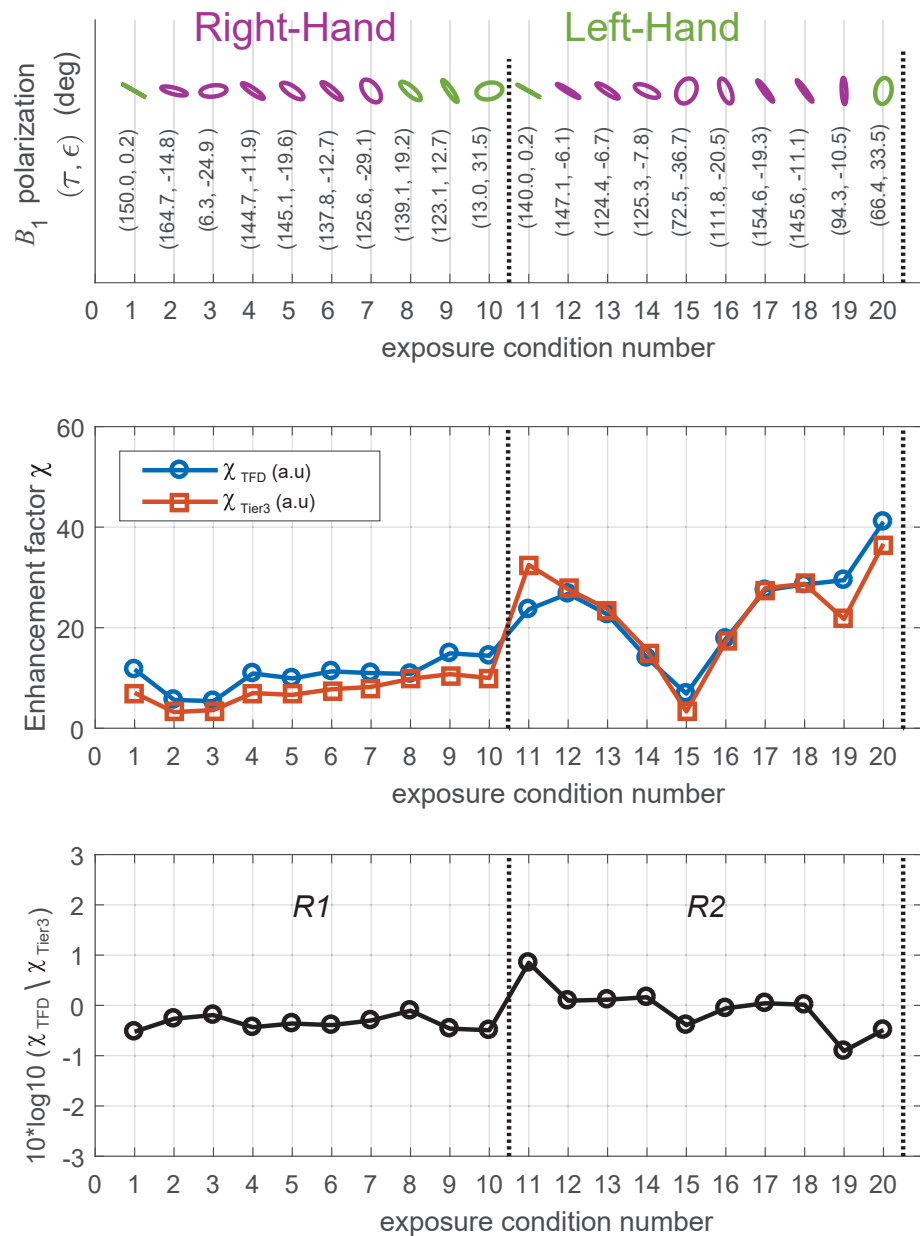 Right-Hand Left-Hand
B1 polarization (deg)
(τ, ϵ)
(150.0, 0.2)
(164.7, -14.8)
(6.3, -24.9)
(144.7, -11.9)
(145.1, -19.6)
(137.8, -12.7)
(125.6, -29.1)
(139.1, 19.2)
(123.1, 12.7)
(13.0, 31.5)
(140.0, 0.2)
(147.1, -6.1)
(124.4, -6.7)
(125.3, -7.8)
(72.5, -36.7)
(111.8, -20.5)
(154.6, -19.3)
(145.6, -11.1)
(94.3, -10.5)
(66.4, 33.5)
0 1 2 3 4 5 6 7 8 9 10 11 12 13 14 15 16 17 18 19 20
exposure condition number
Enhancement factor χ
60
40
20
0
χ TFD (a.u)
χ Tier3 (a.u)
0 1 2 3 4 5 6 7 8 9 10 11 12 13 14 15 16 17 18 19 20
exposure condition number
10*log10 (χ TFD \ χ Tier3)
3
2
1
0
-1
-2
-3
R1 R2
0 1 2 3 4 5 6 7 8 9 10 11 12 13 14 15 16 17 18 19 20
exposure condition number